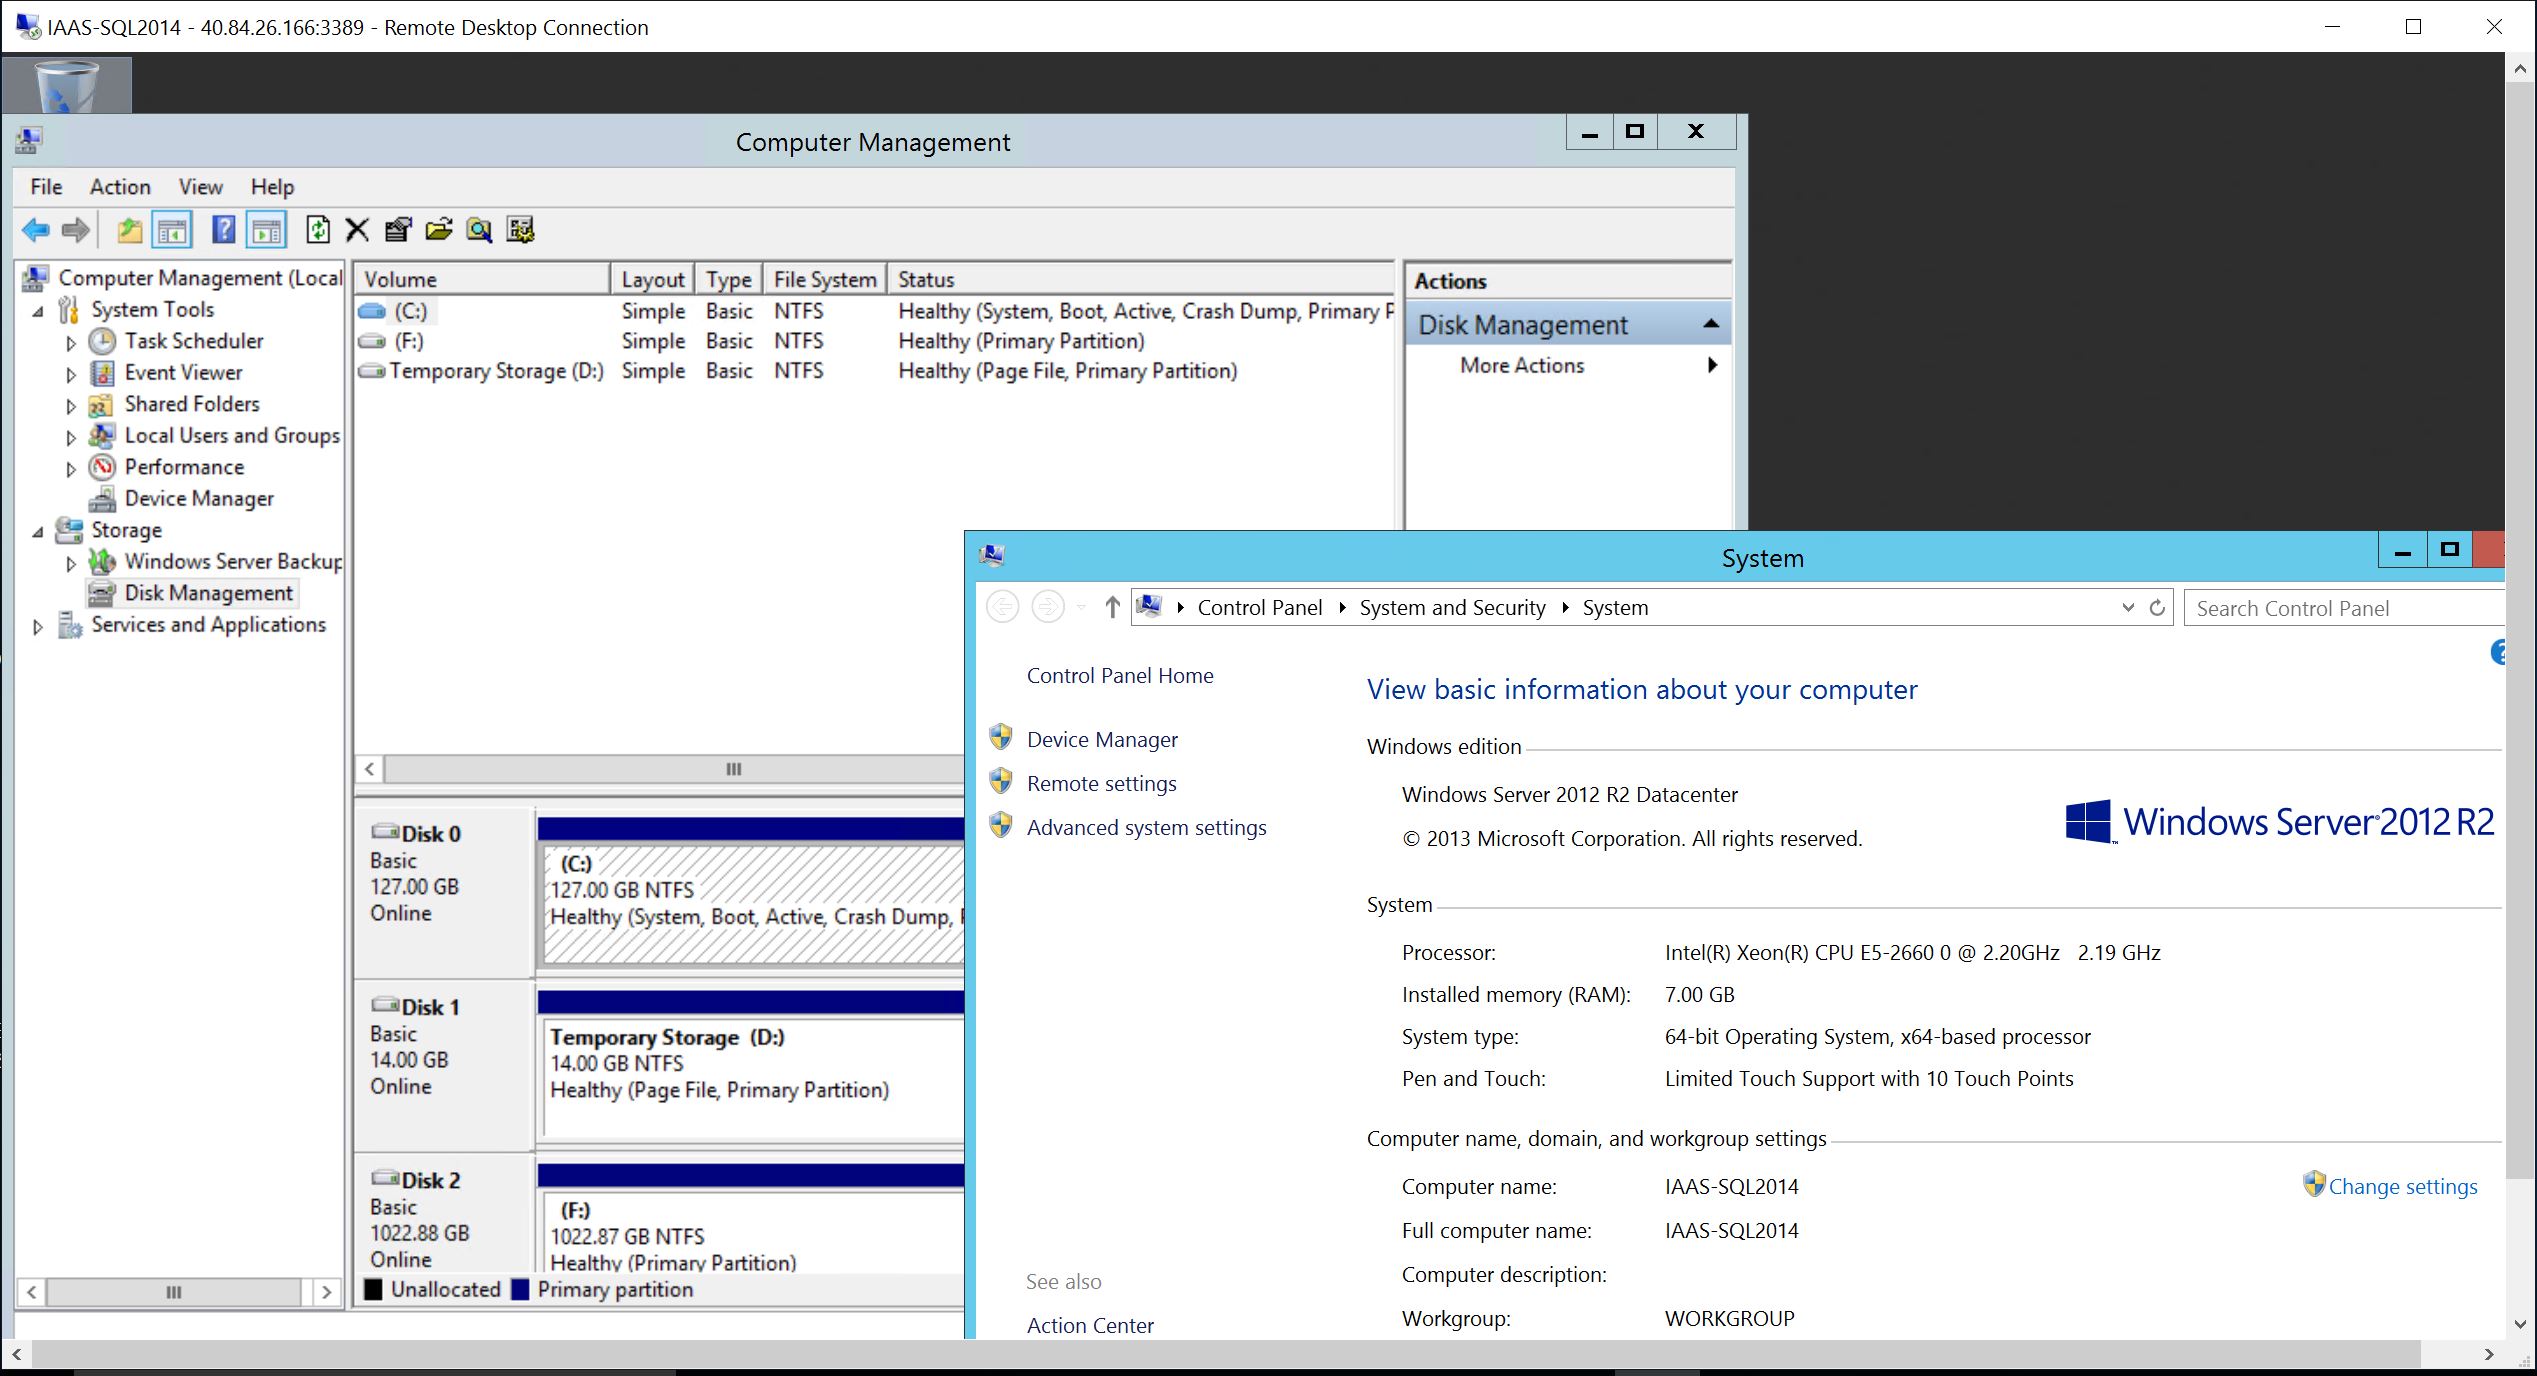 IAAS-SQL2014 - 40.84.26.166:3389 - Remote Desktop Connection
Computer Management
File Action View Help
Computer Management (Local
System Tools
Task Scheduler
Event Viewer
Shared Folders
Local Users and Groups
Performance
Device Manager
Storage
Windows Server Backup
Disk Management
Services and Applications
Volume Layout Type File System Status
(C:) Simple Basic NTFS Healthy (System, Boot, Active, Crash Dump, Primary P
(F:) Simple Basic NTFS Healthy (Primary Partition)
Temporary Storage (D:) Simple Basic NTFS Healthy (Page File, Primary Partition)
Actions
Disk Management
More Actions
Disk 0
Basic
127.00 GB
Online
(C:)
127.00 GB NTFS
Healthy (System, Boot, Active, Crash Dump,
Disk 1
Basic
14.00 GB
Online
Temporary Storage (D:)
14.00 GB NTFS
Healthy (Page File, Primary Partition)
Disk 2
Basic
1022.88 GB
Online
(F:)
1022.87 GB NTFS
Healthy (Primary Partition)
Unallocated Primary partition
System
Control Panel System and Security System
Search Control Panel
Control Panel Home
Device Manager
Remote settings
Advanced system settings
See also
Action Center
View basic information about your computer
Windows edition
Windows Server 2012 R2 Datacenter
© 2013 Microsoft Corporation. All rights reserved.
Windows Server® 2012 R2
System
Processor: Intel(R) Xeon(R) CPU E5-2660 0 @ 2.20GHz 2.19 GHz
Installed memory (RAM): 7.00 GB
System type: 64-bit Operating System, x64-based processor
Pen and Touch: Limited Touch Support with 10 Touch Points
Computer name, domain, and workgroup settings
Computer name: IAAS-SQL2014
Change settings
Full computer name: IAAS-SQL2014
Computer description:
Workgroup: WORKGROUP